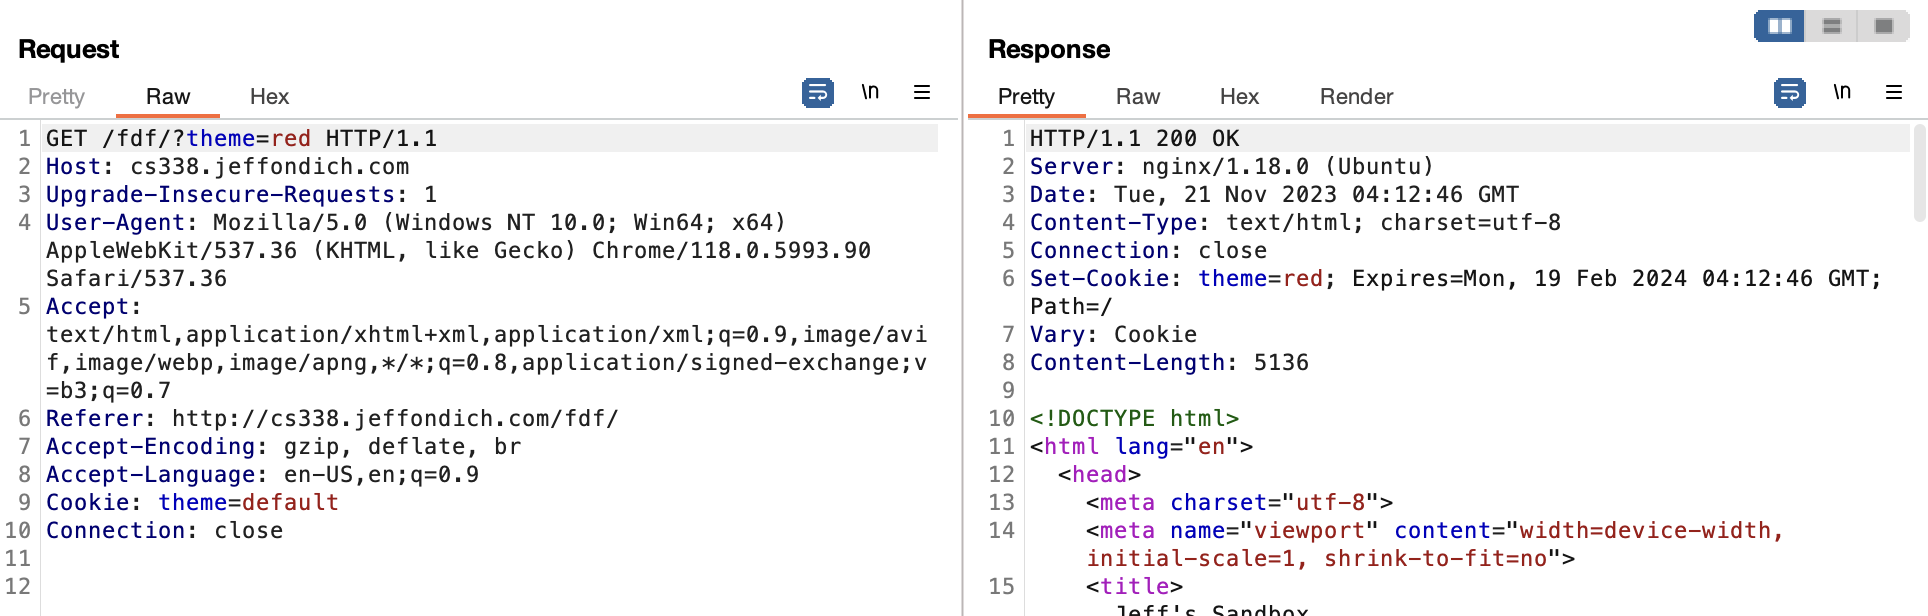 Request
Pretty Raw Hex \n
1 GET /fdf/?theme=red HTTP/1.1
2 Host: cs338.jeffondich.com
3 Upgrade-Insecure-Requests: 1
4 User-Agent: Mozilla/5.0 (Windows NT 10.0; Win64; x64)
AppleWebKit/537.36 (KHTML, like Gecko) Chrome/118.0.5993.90
Safari/537.36
5 Accept:
text/html,application/xhtml+xml,application/xml;q=0.9,image/avi
f,image/webp,image/apng,*/*;q=0.8,application/signed-exchange;v
=b3;q=0.7
6 Referer: http://cs338.jeffondich.com/fdf/
7 Accept-Encoding: gzip, deflate, br
8 Accept-Language: en-US,en;q=0.9
9 Cookie: theme=default
10 Connection: close
11
12
Response
Pretty Raw Hex Render \n
1 HTTP/1.1 200 OK
2 Server: nginx/1.18.0 (Ubuntu)
3 Date: Tue, 21 Nov 2023 04:12:46 GMT
4 Content-Type: text/html; charset=utf-8
5 Connection: close
6 Set-Cookie: theme=red; Expires=Mon, 19 Feb 2024 04:12:46 GMT;
Path=/
7 Vary: Cookie
8 Content-Length: 5136
9
10 <!DOCTYPE html>
11 <html lang="en">
12 <head>
13 <meta charset="utf-8">
14 <meta name="viewport" content="width=device-width,
initial-scale=1, shrink-to-fit=no">
15 <title>
Jeff's Sandbox